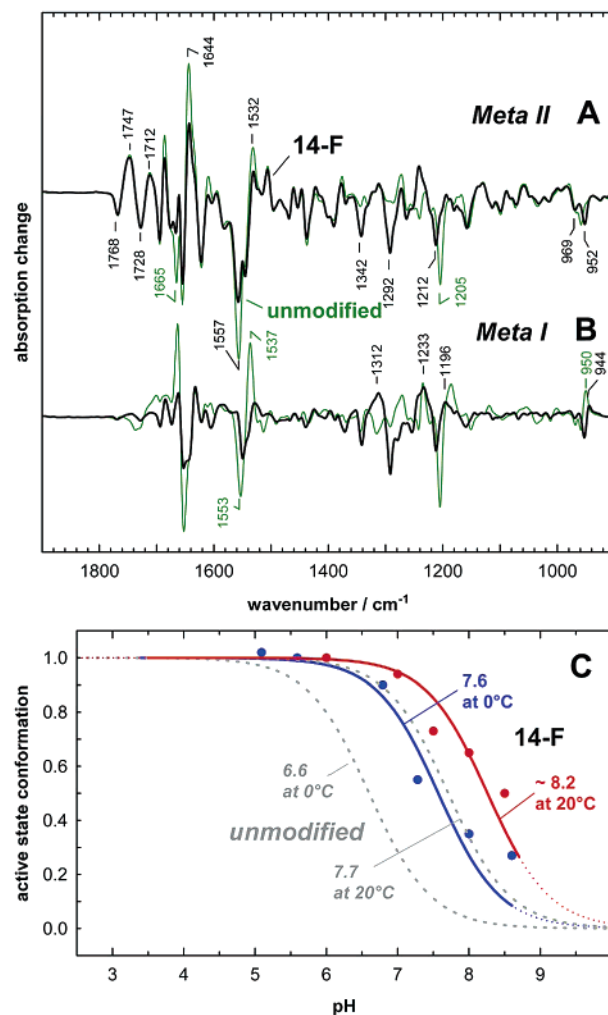 7
1644
1747
1712
1532
Meta II
A
14-F
1768
1728
1665
unmodified
1342
1292
1212
1205
969
952
absorption change
Meta I
B
1557
1537
1312
1233
1196
950
944
1553
1800
1600
1400
1200
1000
wavenumber / cm⁻¹
C
1.0
0.8
0.6
0.4
0.2
0.0
active state conformation
7.6
at 0°C
14-F
6.6
at 0°C
~ 8.2
at 20°C
unmodified
7.7
at 20°C
3
4
5
6
7
8
9
pH